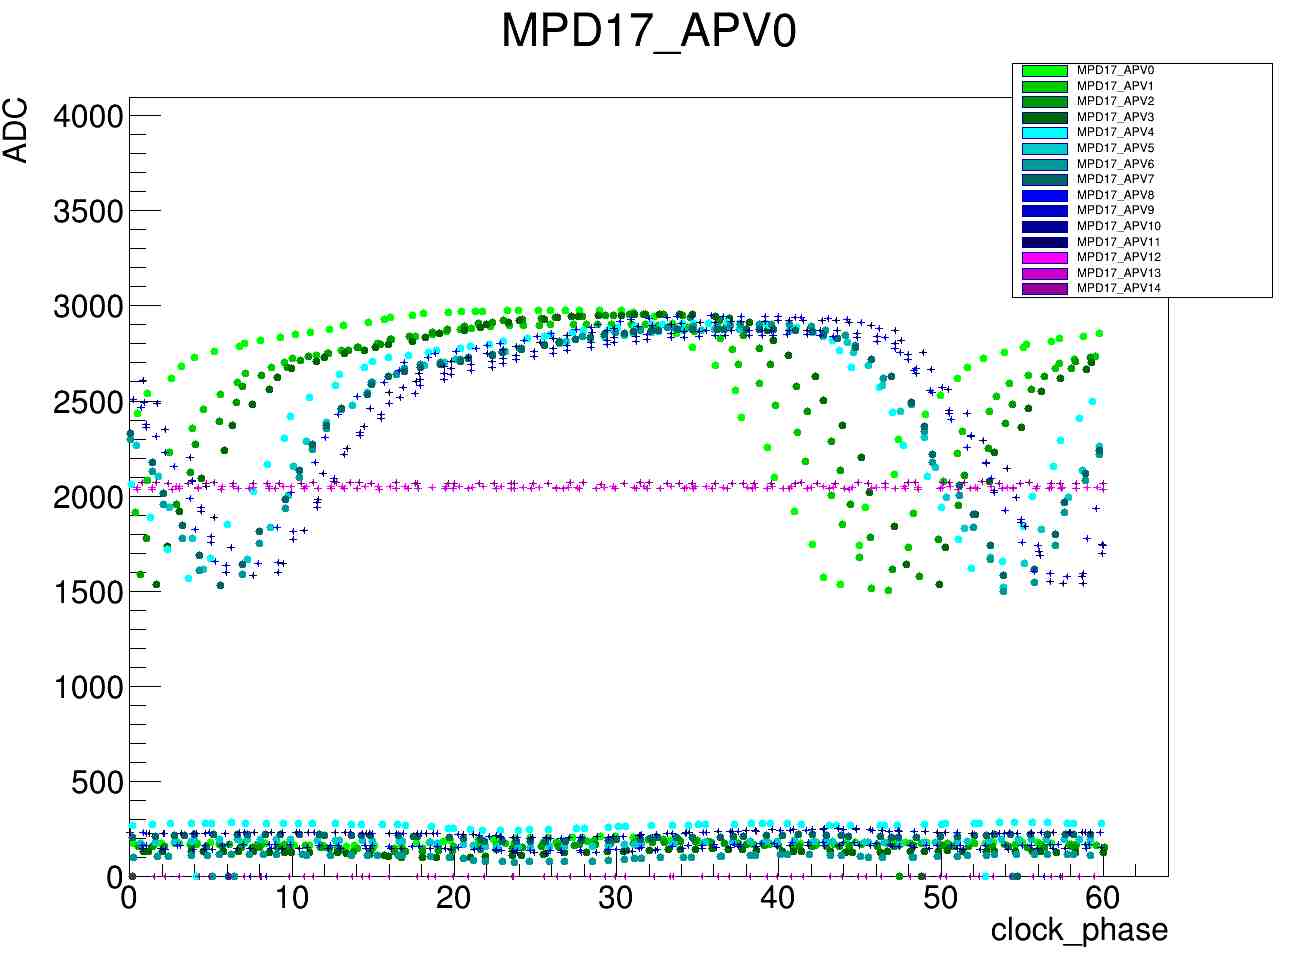 MPD17_APV0
ADC
4000
3500
3000
2500
2000
1500
1000
500
0
0 10 20 30 40 50 60
clock_phase
MPD17_APV0
MPD17_APV1
MPD17_APV2
MPD17_APV3
MPD17_APV4
MPD17_APV5
MPD17_APV6
MPD17_APV7
MPD17_APV8
MPD17_APV9
MPD17_APV10
MPD17_APV11
MPD17_APV12
MPD17_APV13
MPD17_APV14